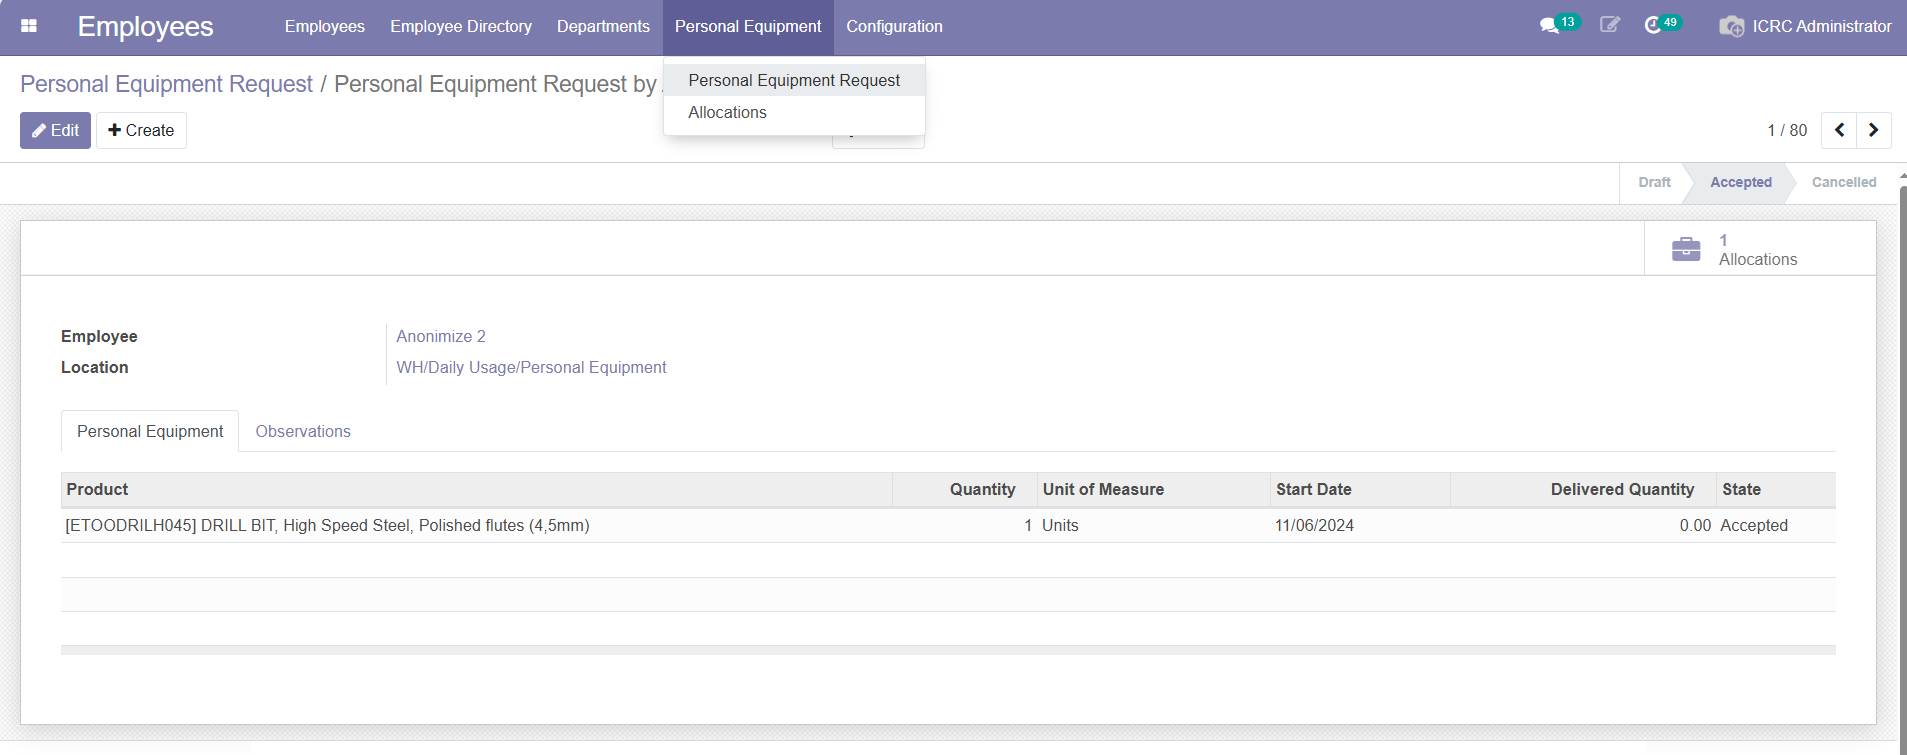 Employees
Employees Employee Directory Departments Personal Equipment Configuration 13 49 ICRC Administrator
Personal Equipment Request / Personal Equipment Request by
Personal Equipment Request
Allocations
Edit Create
1 / 80
Draft Accepted Cancelled
1
Allocations
Employee Anonimize 2
Location WH/Daily Usage/Personal Equipment
Personal Equipment Observations
Product Quantity Unit of Measure Start Date Delivered Quantity State
[ETOODRILH045] DRILL BIT, High Speed Steel, Polished flutes (4,5mm) 1 Units 11/06/2024 0.00 Accepted